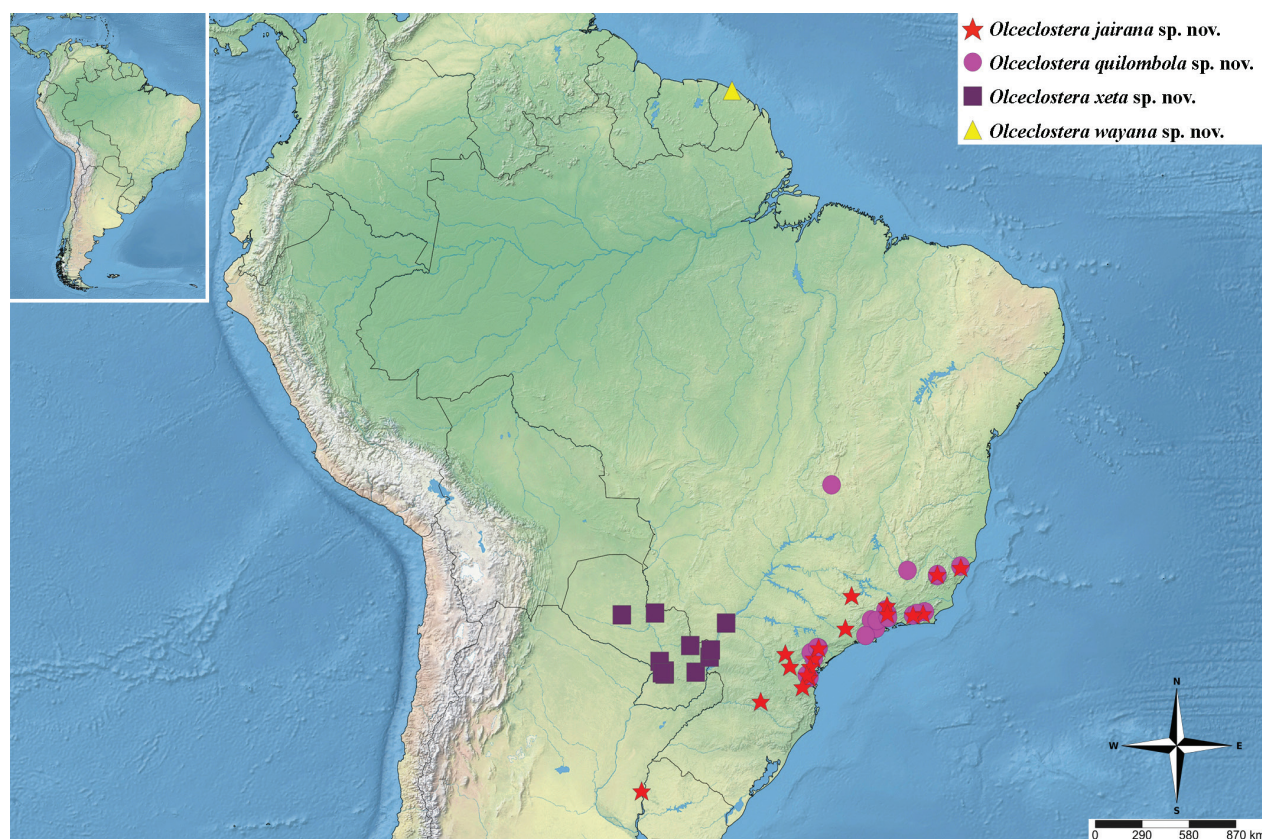 Olceclostera jairana sp. nov.
Olceclostera quilombola sp. nov.
Olceclostera xeta sp. nov.
Olceclostera wayana sp. nov.
N
W E
S
0 290 580 870 km